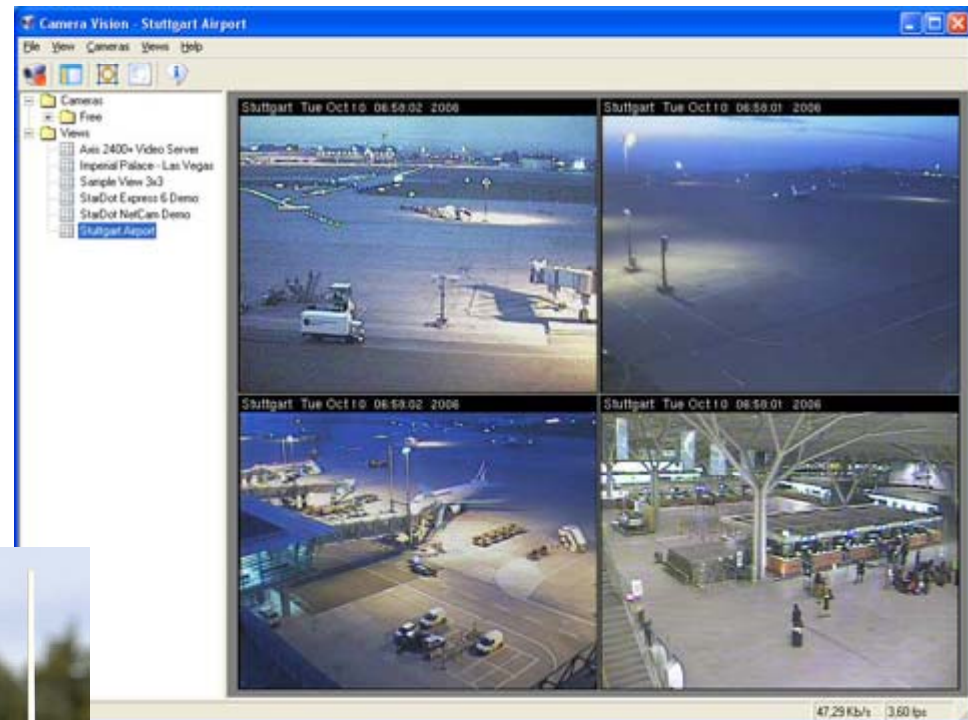 Camera Vision - Stuttgart Airport
File View Cameras Views Help
Cameras
Free
Views
Axis 2400+ Video Server
Imperial Palace - Las Vegas
Sample View 3x3
StarDot Express 6 Demo
StarDot NetCam Demo
Stuttgart Airport
Stuttgart Tue Oct 10 06:58:02 2006
Stuttgart Tue Oct 10 06:58:01 2006
Stuttgart Tue Oct 10 06:58:02 2006
Stuttgart Tue Oct 10 06:58:01 2006
47,29 Kb/s 3,60 fps